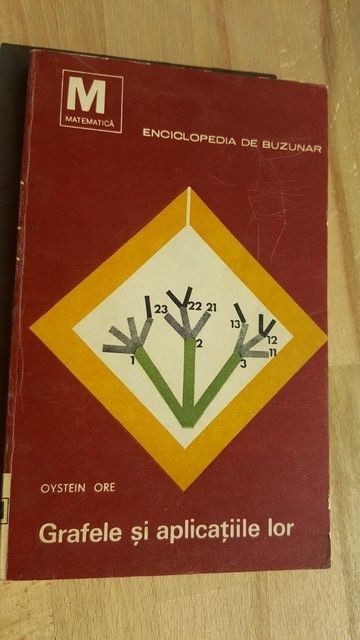 M
MATEMATICĂ
ENCICLOPEDIA DE BUZUNAR
23
22
21
13
12
11
1
2
3
OYSTEIN ORE
Grafele și aplicațiile lor